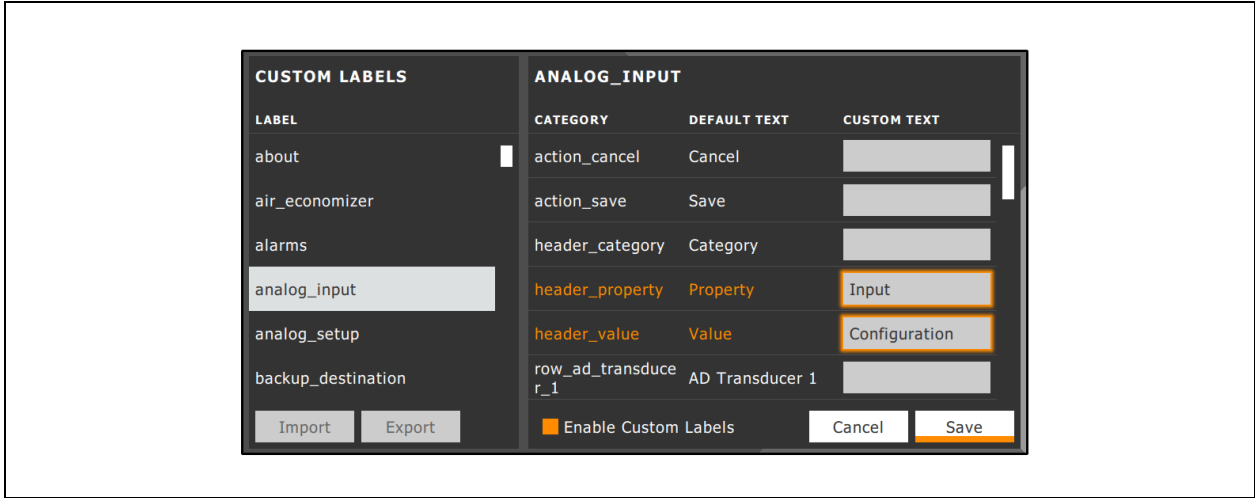 CUSTOM LABELS
LABEL
about
air_economizer
alarms
analog_input
analog_setup
backup_destination
Import Export
ANALOG_INPUT
CATEGORY DEFAULT TEXT CUSTOM TEXT
action_cancel Cancel
action_save Save
header_category Category
header_property Property Input
header_value Value Configuration
row_ad_transduce
r_1 AD Transducer 1
Enable Custom Labels Cancel Save